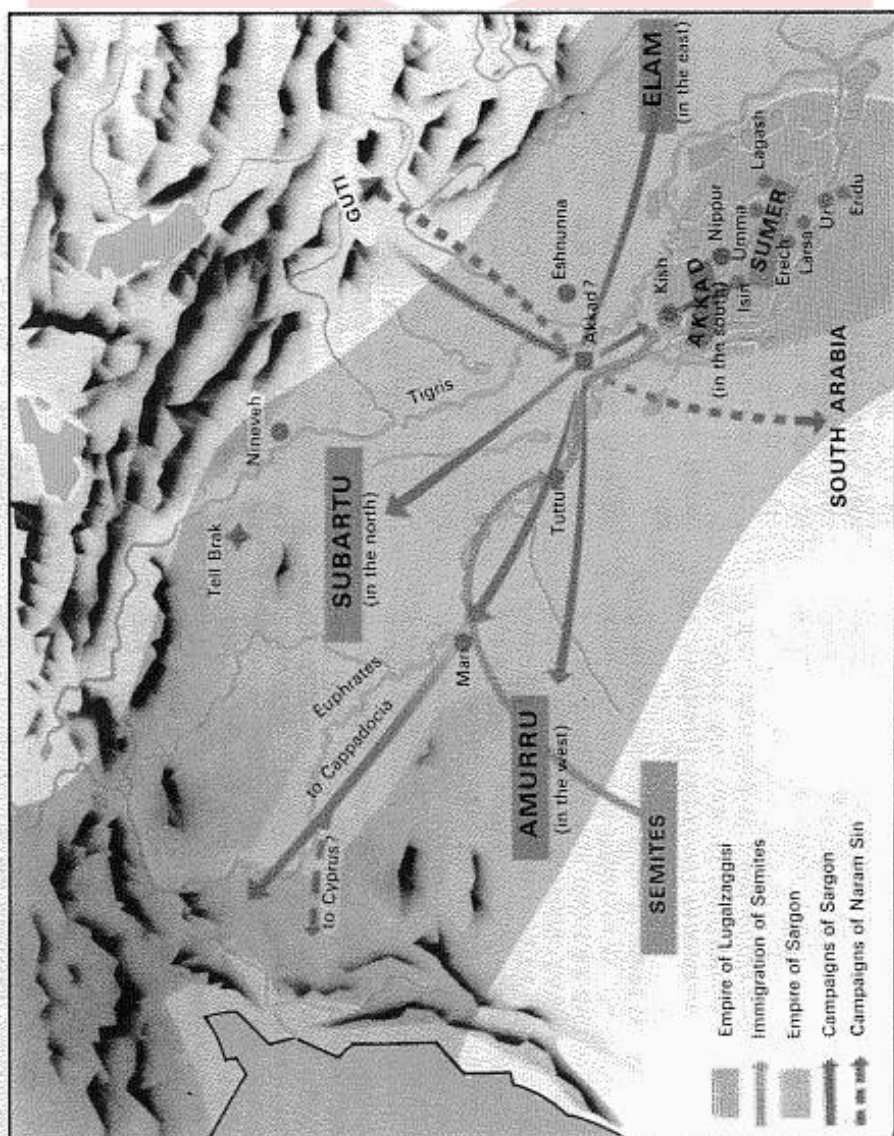 GUTI
ELAM
(in the east)
Nineveh
Tigris
Eshnunna
Tell Brak
SUBARTU
(in the north)
Akkad?
Kish
AKKAD
(in the south)
Nippur
Lagash
Umma
SUMER
Isin
Erech
Larsa
Ur
Eridu
Tuttul
Mari
Euphrates
to Cappadocia
to Cyprus?
AMURRU
(in the west)
SOUTH ARABIA
SEMITES
Empire of Lugalzaggisi
Immigration of Semites
Empire of Sargon
Campaigns of Sargon
Campaigns of Naram Sin